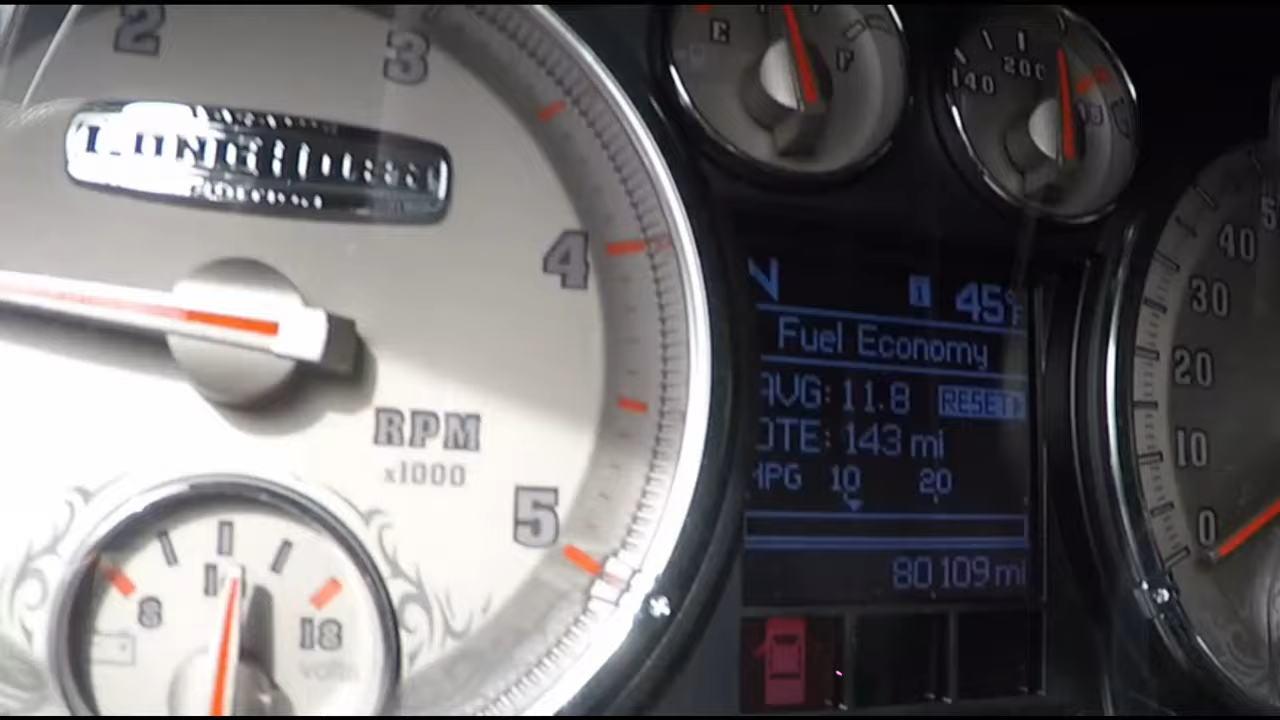 2
3
4
5
RPM
x1000
LONGHORN
8
18
E
F
140
200
N
i 45°F
Fuel Economy
AVG: 11.8 RESET
DTE: 143 mi
MPG 10 20
80109 mi
40
30
20
10
0